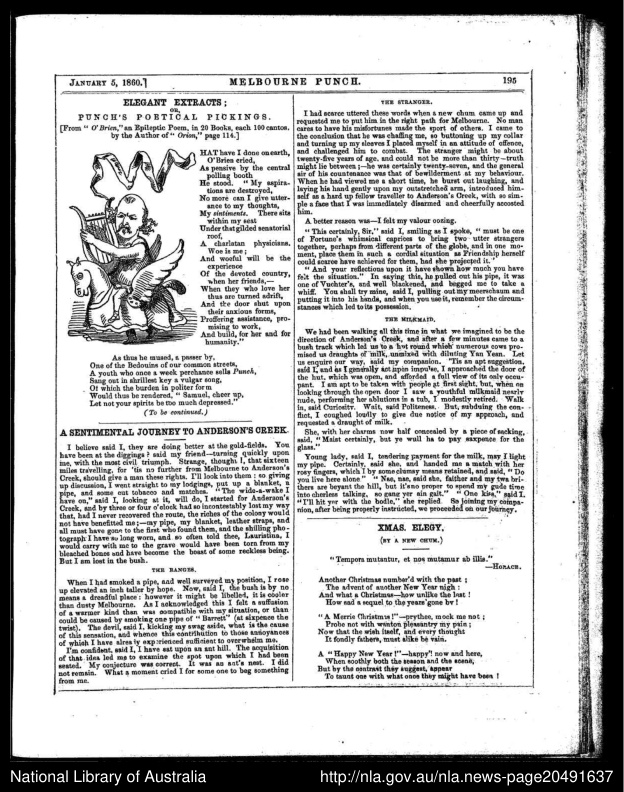 JANUARY 5, 1860.]
MELBOURNE PUNCH.
195
ELEGANT EXTRACTS;
OR,
PUNCH'S POETICAL PICKINGS.
[From "O'Brien," an Epileptic Poem, in 20 Books, each 100 cantos.
by the Author of "Orion," page 114.]
HAT have I done on earth,
O'Brien cried,
As pensive by the central
polling booth
He stood. "My aspira-
tions are destroyed,
No more can I give utter-
ance to my thoughts,
My sintiments. There sits
within my seat
Under that gilded senatorial
roof,
A charlatan physician.
Woe is me;
And woeful will be the
experience
Of the devoted country,
when her friends,—
When they who love her
thus are turned adrift,
And the door shut upon
their anxious forms,
Proffering assistance, pro-
mising to work,
And build, for her and for
humanity."
As thus he mused, a passer by,
One of the Bedouins of our common streets,
A youth who once a week perchance sells Punch,
Sang out in shrillest key a vulgar song,
Of which the burden in politer form
Would thus be rendered, "Samuel, cheer up,
Let not your spirits be too much depressed."
(To be continued.)
A SENTIMENTAL JOURNEY TO ANDERSON'S CREEK.
I believe said I, they are doing better at the gold-fields. You
have been at the diggings? said my friend—turning quickly upon
me, with the most civil triumph. Strange, thought I, that sixteen
miles travelling, for 'tis no further from Melbourne to Anderson's
Creek, should give a man these rights. I'll look into them: so giving
up discussion, I went straight to my lodgings, put up a blanket, a
pipe, and some cut tobacco and matches. "The wide-a-wake I
have on," said I, looking at it, will do, I started for Anderson's
Creek, and by three or four o'clock had so incontestably lost my way
that, had I never recovered the route, the riches of the colony would
not have benefitted me;—my pipe, my blanket, leather straps, and
all must have gone to the first who found them, and the shilling pho-
tograph I have so long worn, and so often told thee, Lauristina, I
would carry with me to the grave would have been torn from my
bleached bones and have become the boast of some reckless being.
But I am lost in the bush.
THE RANGES.
When I had smoked a pipe, and well surveyed my position, I rose
up elevated an inch taller by hope. Now, said I, the bush is by no
means a dreadful place: however it might be libelled, it is cooler
than dusty Melbourne. As I acknowledged this I felt a suffusion
of a warmer kind than was compatible with my situation, or than
could be caused by smoking one pipe of "Barrett" (at sixpence the
twist). The devil, said I, kicking my swag aside, what is the cause
of this sensation, and whence this contribution to those annoyances
of which I have already experienced sufficient to overwhelm me.
I'm confident, said I, I have sat upon an ant hill. The acquisition
of that idea led me to examine the spot upon which I had been
seated. My conjecture was correct. It was an ant's nest. I did
not remain. What a moment cried I for some one to beg something
from me.
THE STRANGER.
I had scarce uttered these words when a new chum came up and
requested me to put him in the right path for Melbourne. No man
cares to have his misfortunes made the sport of others. I came to
the conclusion that he was chaffing me, so buttoning up my collar
and turning up my sleeves I placed myself in an attitude of offence,
and challenged him to combat. The stranger might be about
twenty-five years of age, and could not be more than thirty—truth
might lie between;—he was certainly twenty-seven, and the general
air of his countenance was that of bewilderment at my behaviour.
When he had viewed me a short time, he burst out laughing, and
laying his hand gently upon my outstretched arm, introduced him-
self as a hard up fellow traveller to Anderson's Creek, with so sim-
ple a face that I was immediately disarmed and cheerfully accosted
him.
A better reason was—I felt my valour oozing.
"This certainly, Sir," said I, smiling as I spoke, "must be one
of Fortune's whimsical caprices to bring two utter strangers
together, perhaps from different parts of the globe, and in one mo-
ment, place them in such a cordial situation as Friendship herself
could scarce have achieved for them, had she projected it."
"And your reflections upon it have shown how much you have
felt the situation." In saying this, he pulled out his pipe, it was
one of Vuchter's, and well blackened, and begged me to take a
whiff. You shall try mine, said I, pulling out my meerschaum and
putting it into his hands, and when you use it, remember the circum-
stances which led to its possession.
THE MILKMAID.
We had been walking all this time in what we imagined to be the
direction of Anderson's Creek, and after a few minutes came to a
bush track which led us to a hut round which numerous cows pro-
mised us draughts of milk, unmixed with diluting Yan Yean. Let
us enquire our way, said my companion. 'Tis an apt suggestion,
said I, and as I generally act upon impulse, I approached the door of
the hut, which was open, and afforded a full view of its only occu-
pant. I am apt to be taken with people at first sight, but, when on
looking through the open door I saw a youthful milkmaid nearly
nude, performing her ablutions in a tub, I modestly retired. Walk
in, said Curiosity. Wait, said Politeness. But, subduing the con-
flict, I coughed loudly to give due notice of my approach, and
requested a draught of milk.
She, with her charms now half concealed by a piece of sacking,
said, "Maist certainly, but ye wull ha to pay saxpence for the
glass."
Young lady, said I, tendering payment for the milk, may I light
my pipe. Certainly, said she, and handed me a match with her
rosy fingers, which I by some clumsy means retained, and said, "Do
you live here alone." "Nae, nae, said she, faither and my twa bri-
thers are beyant the hill, but it's no proper to spend my gude time
into cheerless talking, so gang yer ain gait." "One kiss," said I.
"I'll hit yer with the bodle," she replied. So joining my compa-
nion, after being properly instructed, we proceeded on our journey.
XMAS. ELEGY.
(BY A NEW CHUM.)
"Tempora mutantur, et nos mutamur ab illis."
—HORACE.
Another Christmas number'd with the past;
The advent of another New Year nigh:
And what a Christmas—how unlike the last!
How sad a sequel to the years gone by!
"A Merrie Christmas!"—prythee, mock me not;
Probe not with wanton pleasantry my pain;
Now that the wish itself, and every thought
It fondly fathers, must alike be vain.
A "Happy New Year!"—happy! now and here,
When soothly both the season and the scene,
But by the contrast they suggest, appear
To taunt one with what once they might have been!
National Library of Australia
http://nla.gov.au/nla.news-page20491637